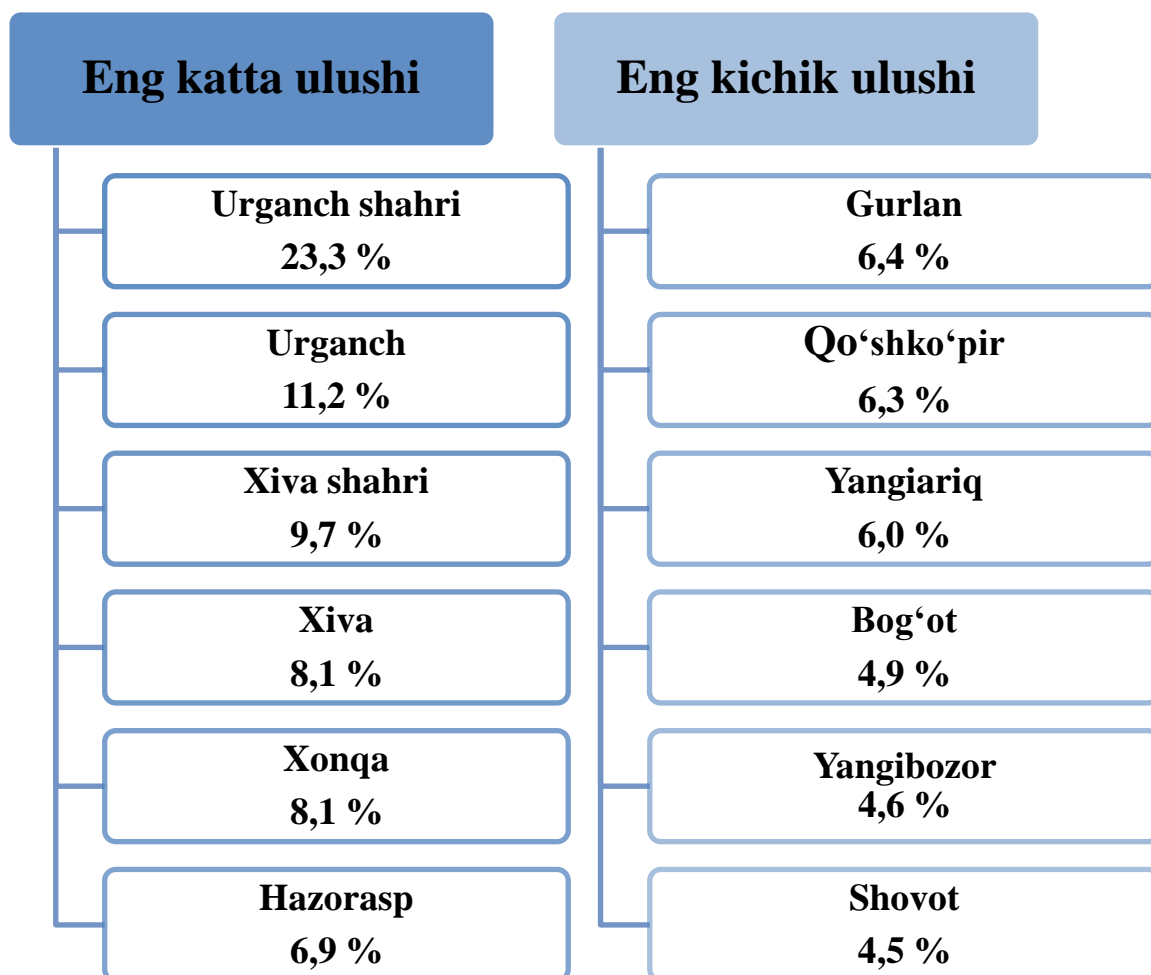 Eng katta ulushi
Urganch shahri
23,3 %
Urganch
11,2 %
Xiva shahri
9,7 %
Xiva
8,1 %
Xonqa
8,1 %
Hazorasp
6,9 %
Eng kichik ulushi
Gurlan
6,4 %
Qo‘shko‘pir
6,3 %
Yangiariq
6,0 %
Bog‘ot
4,9 %
Yangibozor
4,6 %
Shovot
4,5 %